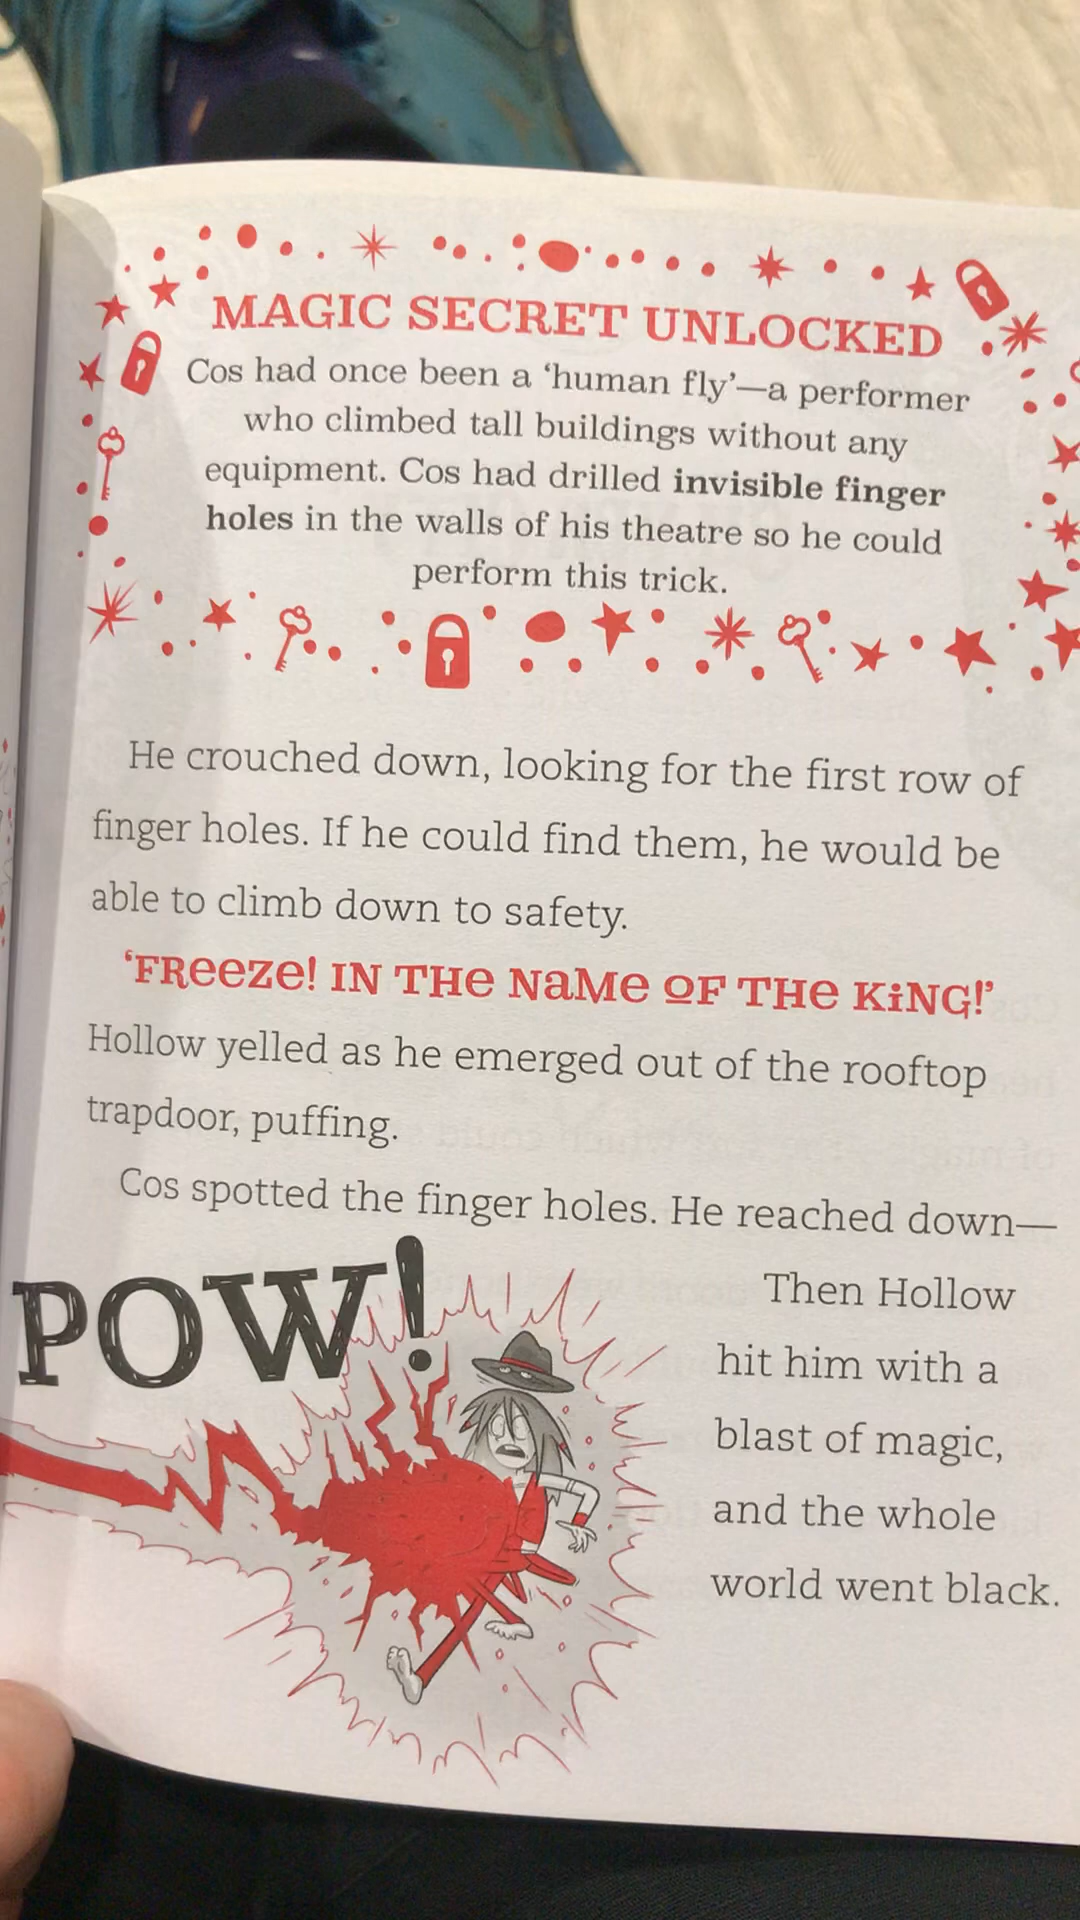 MAGIC SECRET UNLOCKED
Cos had once been a ‘human fly’—a performer
who climbed tall buildings without any
equipment. Cos had drilled invisible finger
holes in the walls of his theatre so he could
perform this trick.
He crouched down, looking for the first row of
finger holes. If he could find them, he would be
able to climb down to safety.
‘FReeze! IN THe NaMe OF THe KiNG!’
Hollow yelled as he emerged out of the rooftop
trapdoor, puffing.
Cos spotted the finger holes. He reached down—
POW!
Then Hollow
hit him with a
blast of magic,
and the whole
world went black.